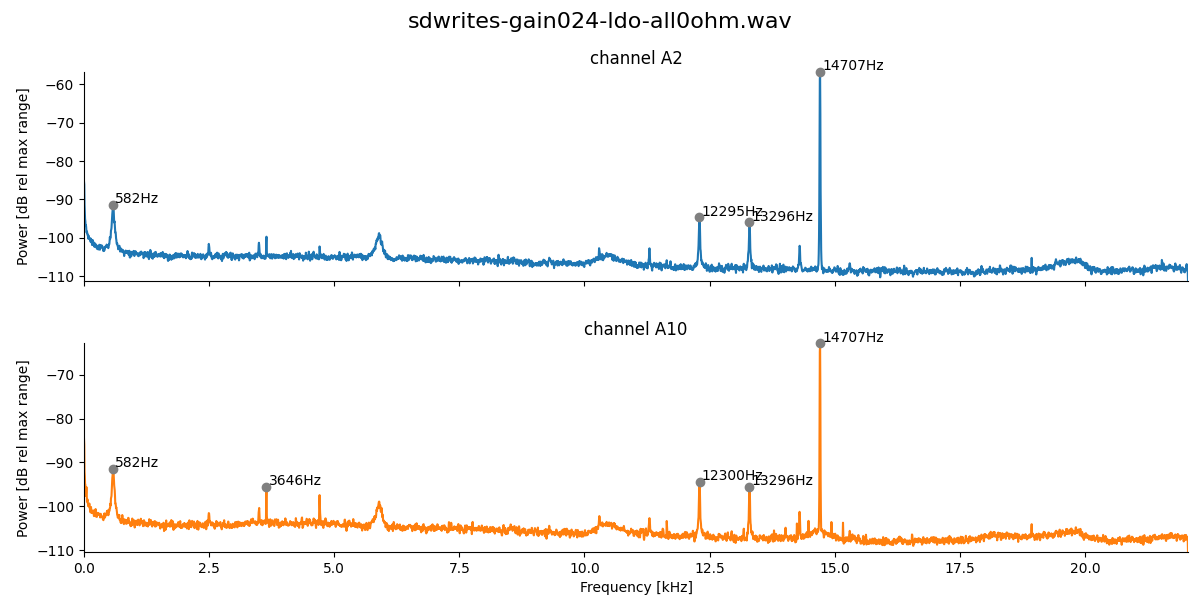 sdwrites-gain024-ldo-all0ohm.wav
channel A2
Power [dB rel max range]
−60
−70
−80
−90
−100
−110
582Hz
12295Hz
13296Hz
14707Hz
channel A10
Power [dB rel max range]
−70
−80
−90
−100
−110
582Hz
3646Hz
12300Hz
13296Hz
14707Hz
0.0 2.5 5.0 7.5 10.0 12.5 15.0 17.5 20.0
Frequency [kHz]